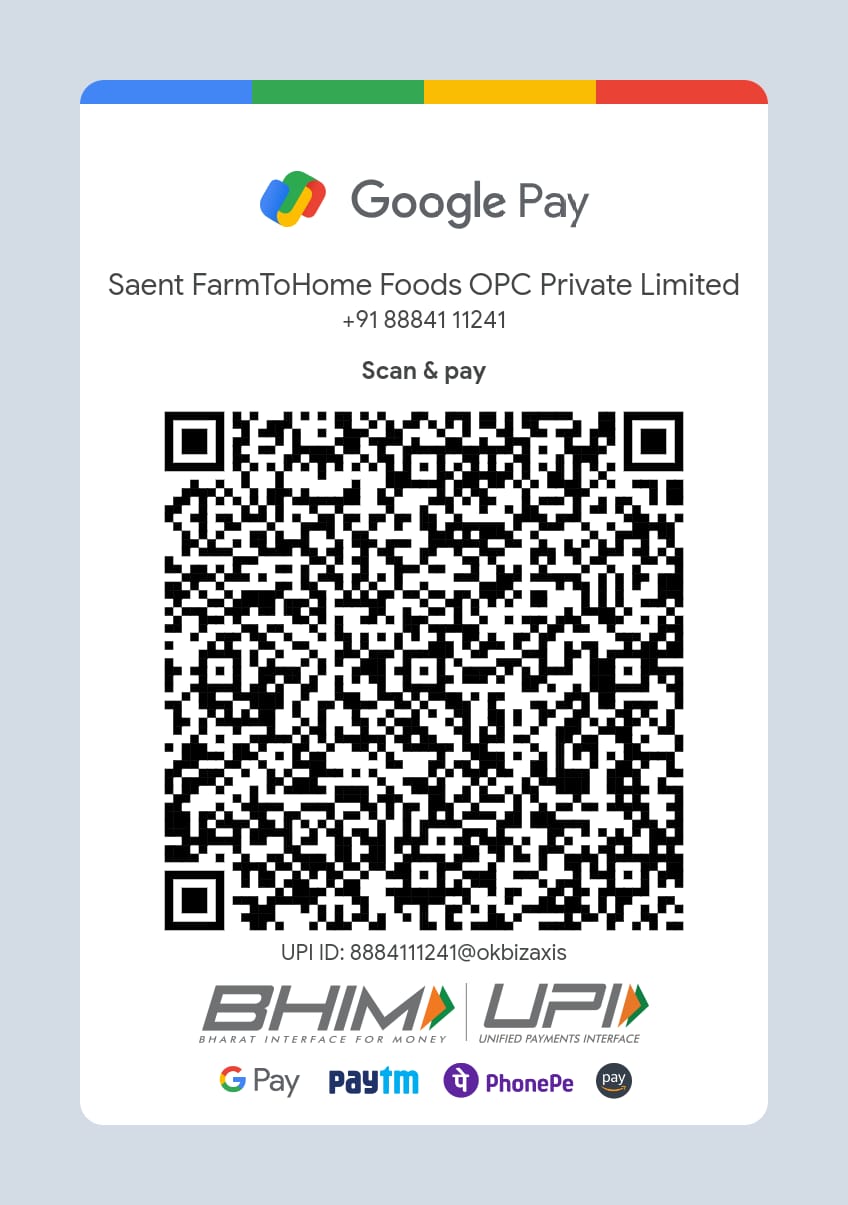 Google Pay
Saent FarmToHome Foods OPC Private Limited
+91 88841 11241
Scan & pay
UPI ID: 8884111241@okbizaxis
BHIM UPI
BHARAT INTERFACE FOR MONEY UNIFIED PAYMENTS INTERFACE
G Pay paytm पे PhonePe pay